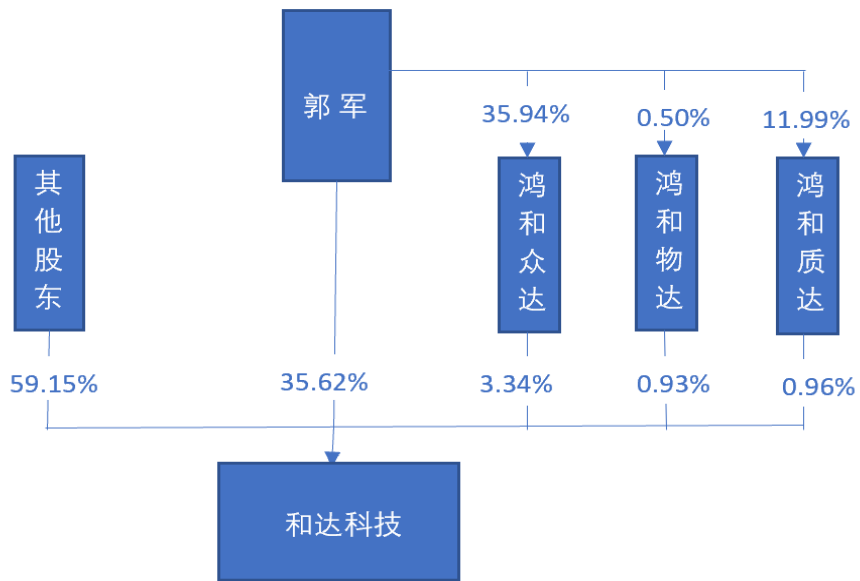 郭 军
35.94%
0.50%
11.99%
其他股东
鸿和众达
鸿和物达
鸿和质达
59.15%
35.62%
3.34%
0.93%
0.96%
和达科技